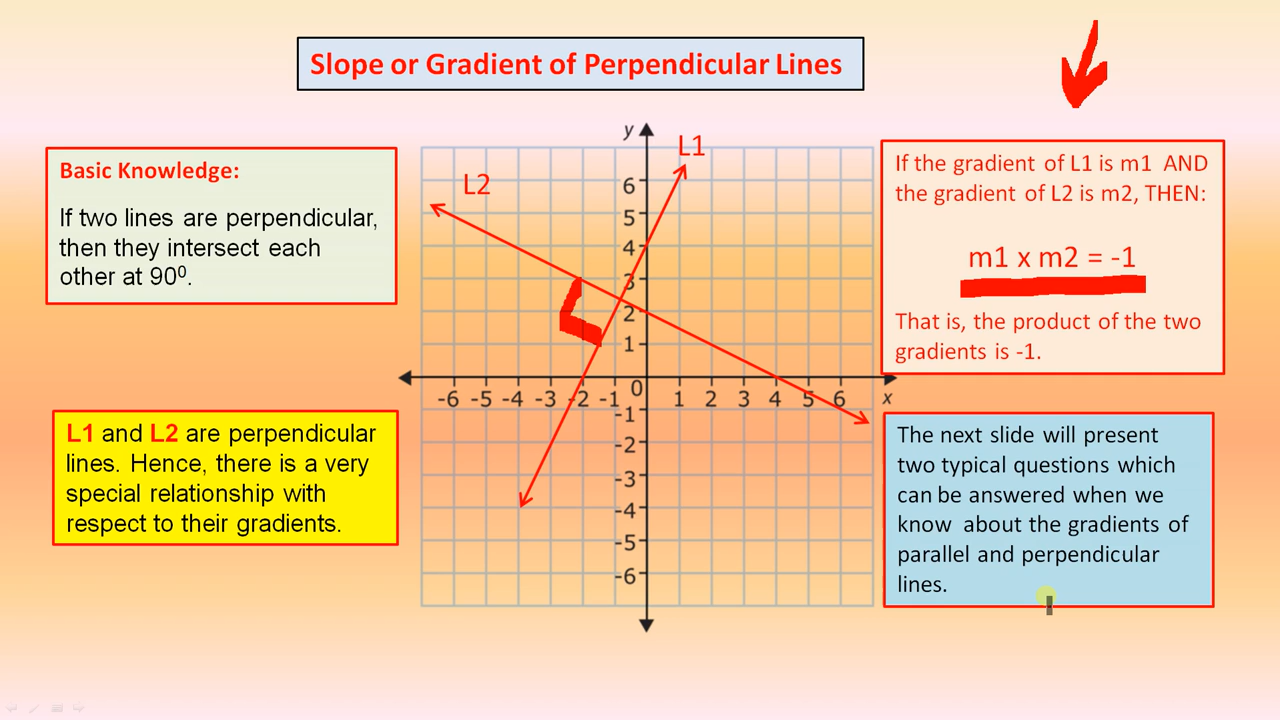 Slope or Gradient of Perpendicular Lines
Basic Knowledge:
If two lines are perpendicular,
then they intersect each
other at 90⁰.
L1 and L2 are perpendicular
lines. Hence, there is a very
special relationship with
respect to their gradients.
y
L1
L2
6
5
4
3
2
1
0
-6 -5 -4 -3 -2 -1 1 2 3 4 5 6 x
-1
-2
-3
-4
-5
-6
If the gradient of L1 is m1 AND
the gradient of L2 is m2, THEN:
m1 x m2 = -1
That is, the product of the two
gradients is -1.
The next slide will present
two typical questions which
can be answered when we
know about the gradients of
parallel and perpendicular
lines.